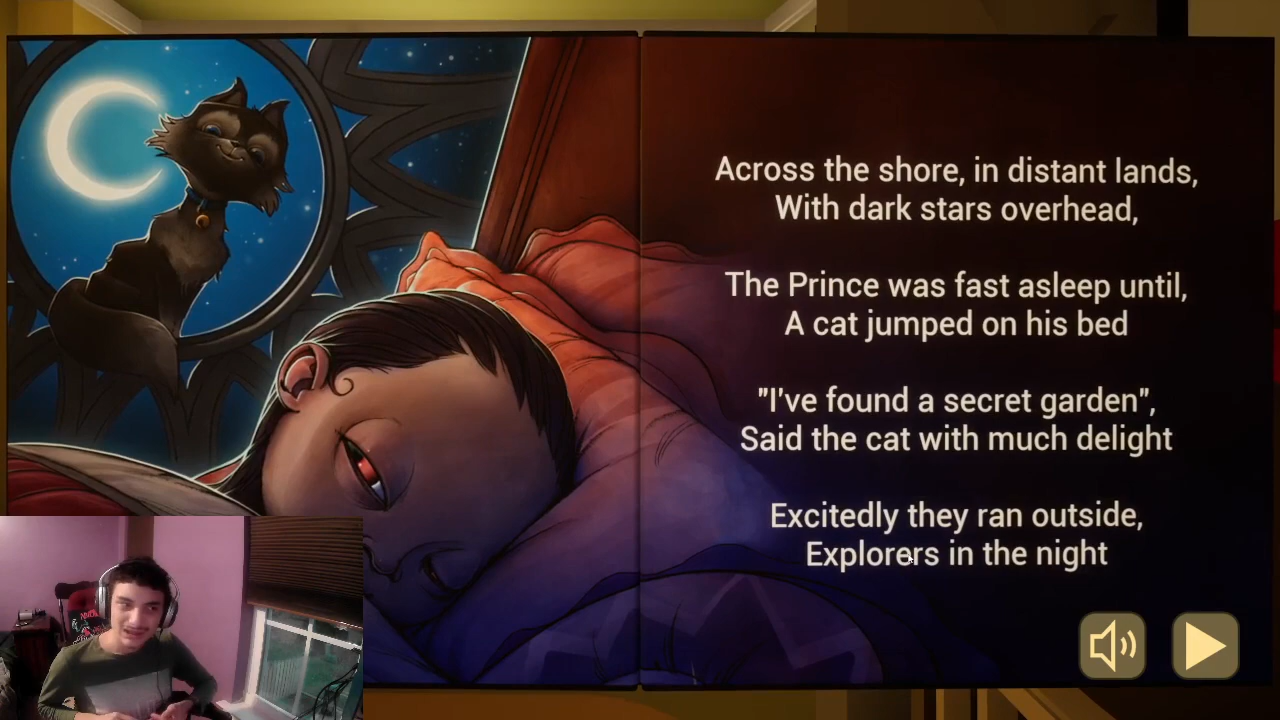 Across the shore, in distant lands,
With dark stars overhead,
The Prince was fast asleep until,
A cat jumped on his bed
"I've found a secret garden",
Said the cat with much delight
Excitedly they ran outside,
Explorers in the night